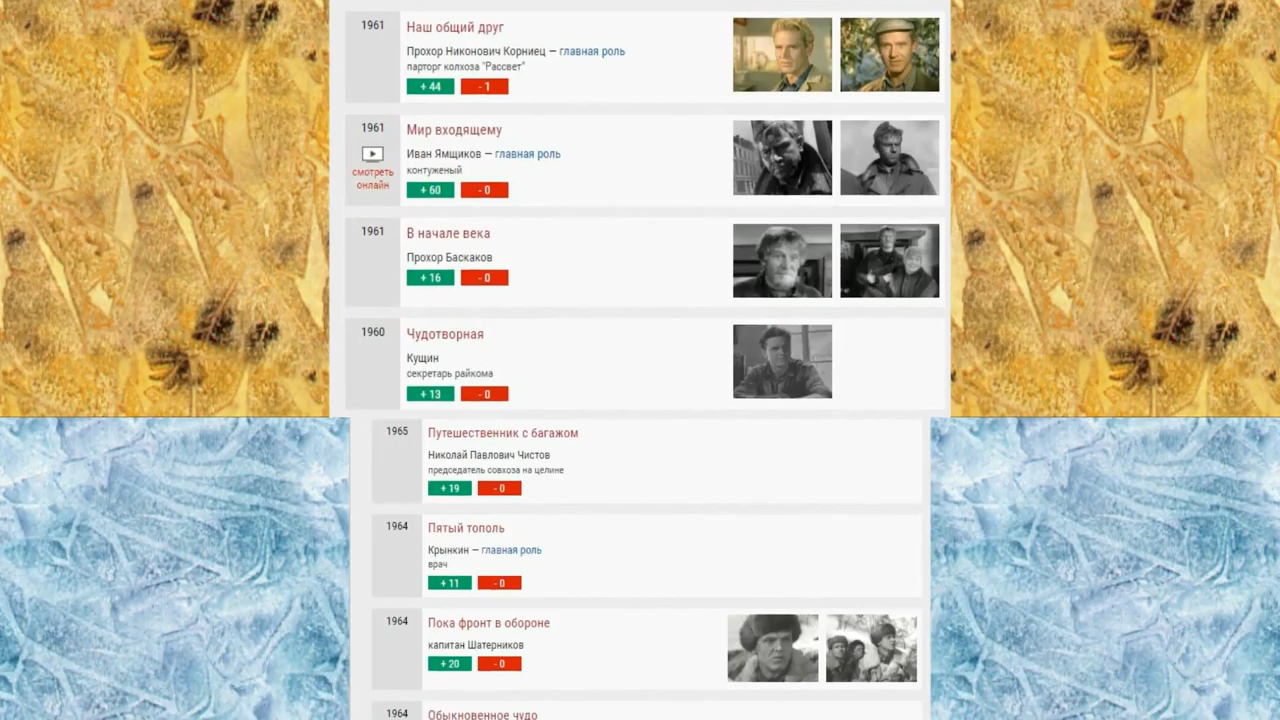 1961
Наш общий друг
Прохор Никонович Корниец — главная роль
парторг колхоза "Рассвет"
+ 44 - 1
1961
Мир входящему
смотреть онлайн
Иван Ямщиков — главная роль
контуженый
+ 60 - 0
1961
В начале века
Прохор Баскаков
+ 16 - 0
1960
Чудотворная
Кущин
секретарь райкома
+ 13 - 0
1965
Путешественник с багажом
Николай Павлович Чистов
председатель совхоза на целине
+ 19 - 0
1964
Пятый тополь
Крынкин — главная роль
врач
+ 11 - 0
1964
Пока фронт в обороне
капитан Шатерников
+ 20 - 0
1964
Обыкновенное чудо